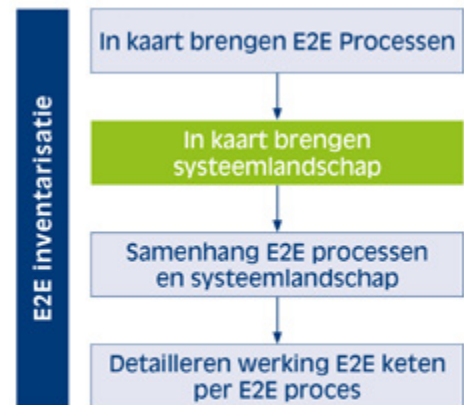 E2E inventarisatie
In kaart brengen E2E Processen
In kaart brengen
systeemlandschap
Samenhang E2E processen
en systeemlandschap
Detailleren werking E2E keten
per E2E proces